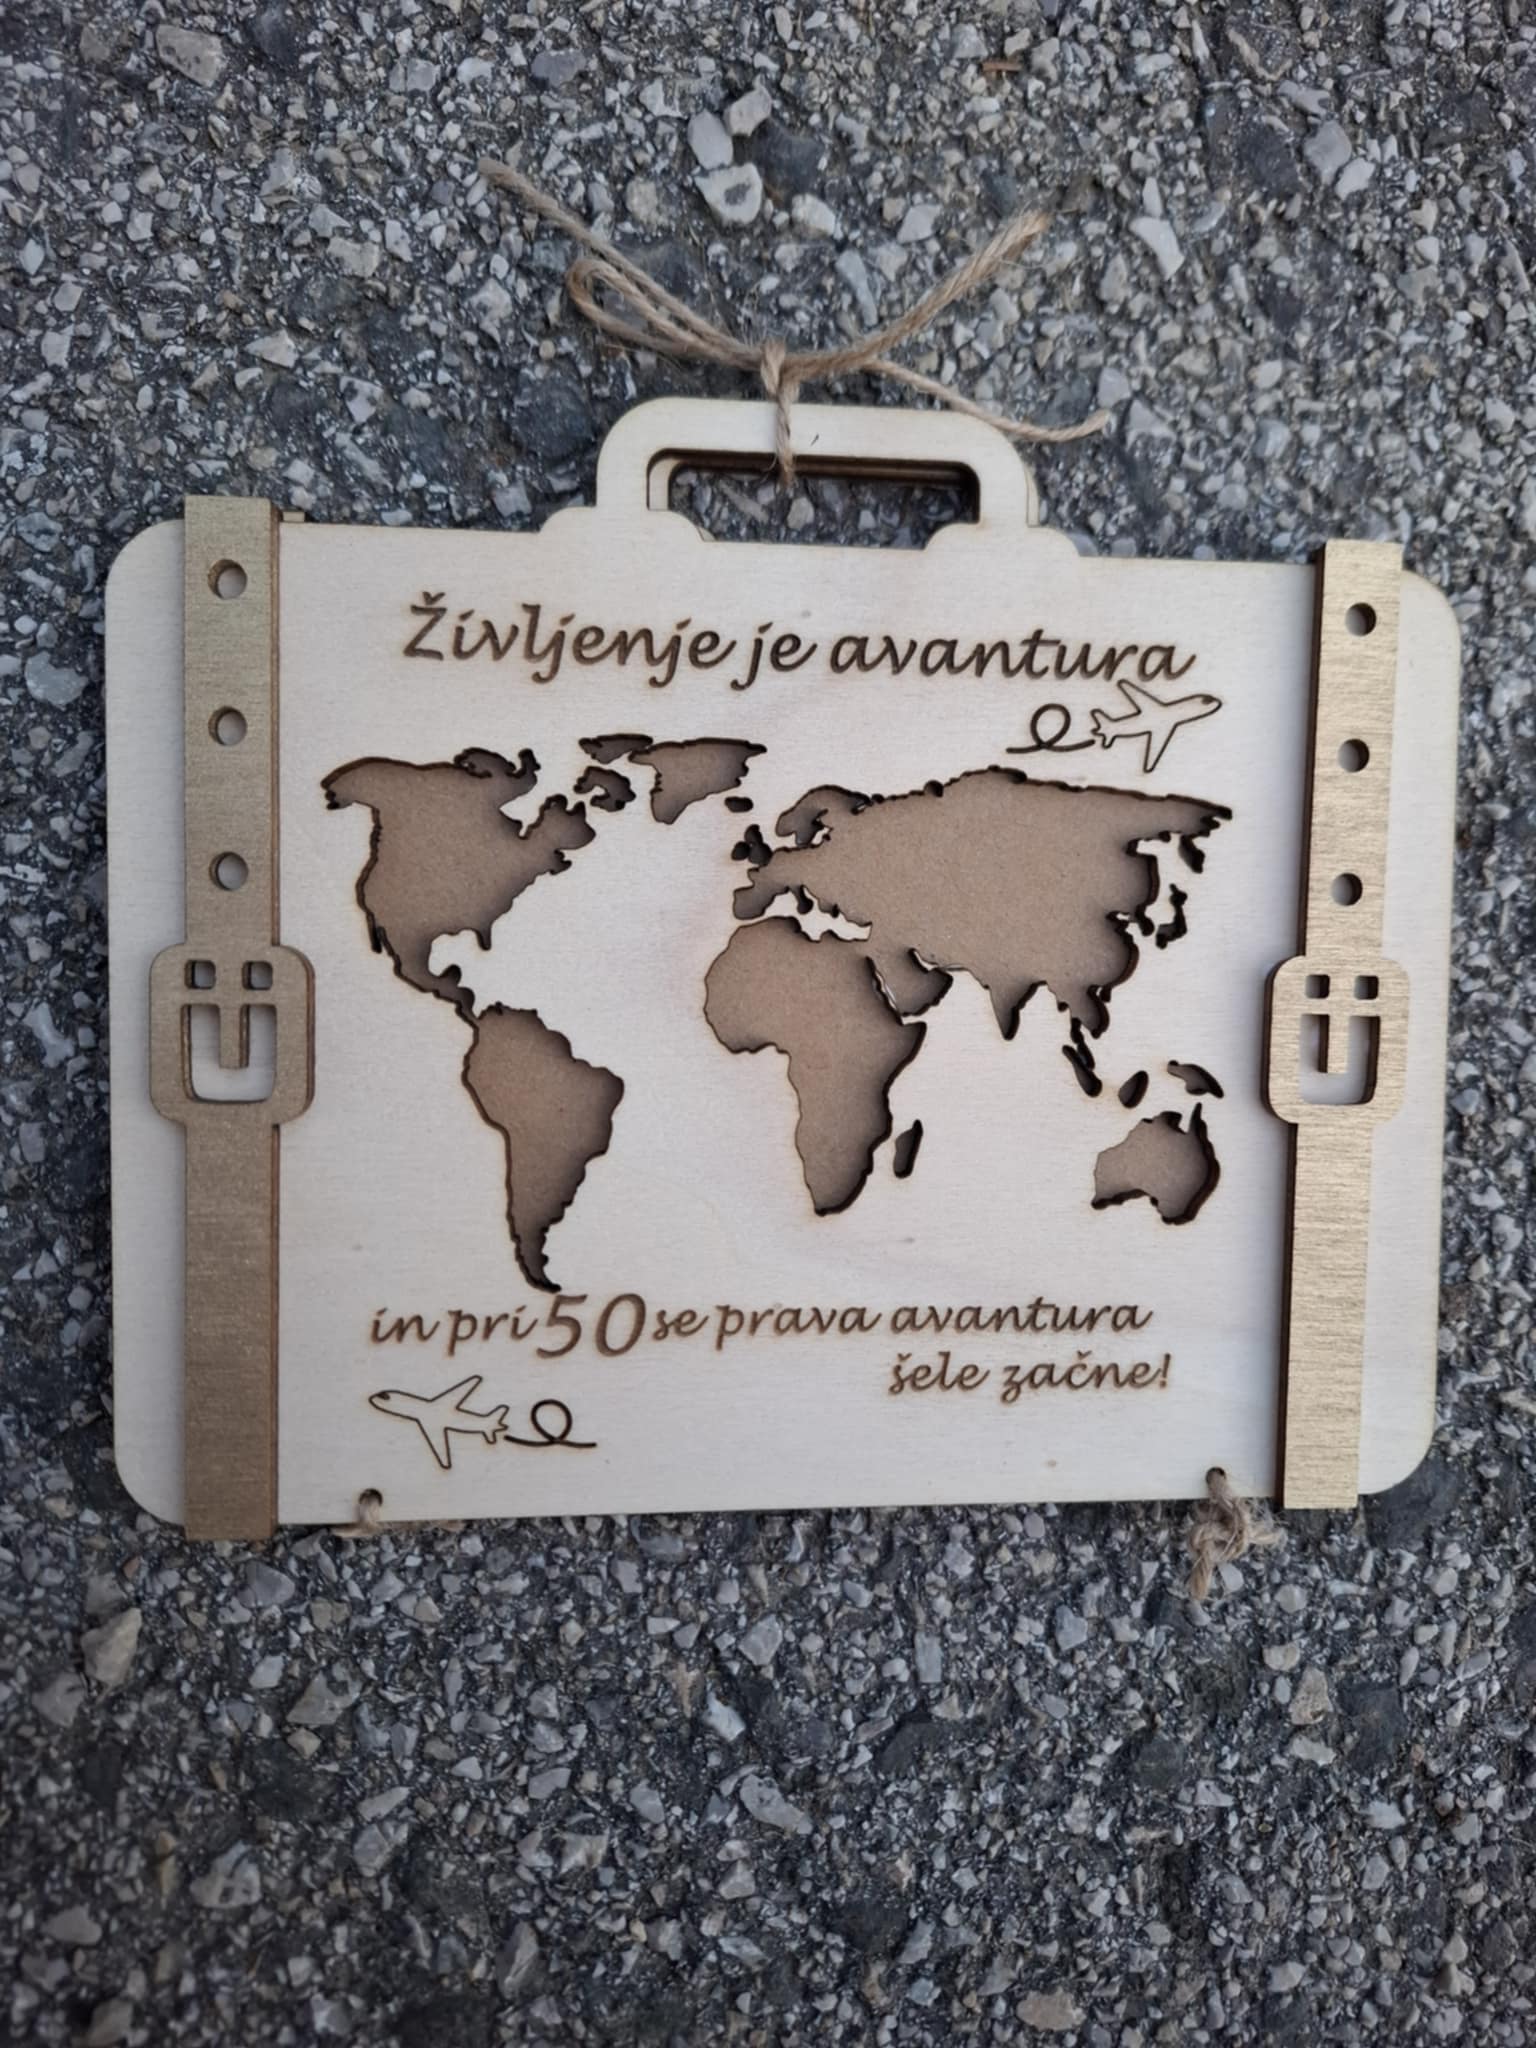 Življenje je avantura
in pri 50 se prava avantura
šele začne!